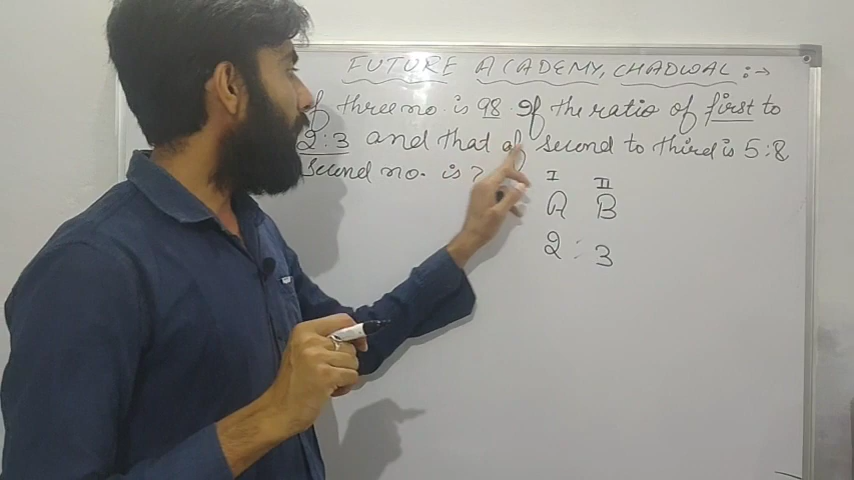 FUTURE ACADEMY, CHADWAL :→
of three no. is 98. If the ratio of first to
2:3 and that of second to third is 5:8
Second no. is ?
I II
A B
2 : 3